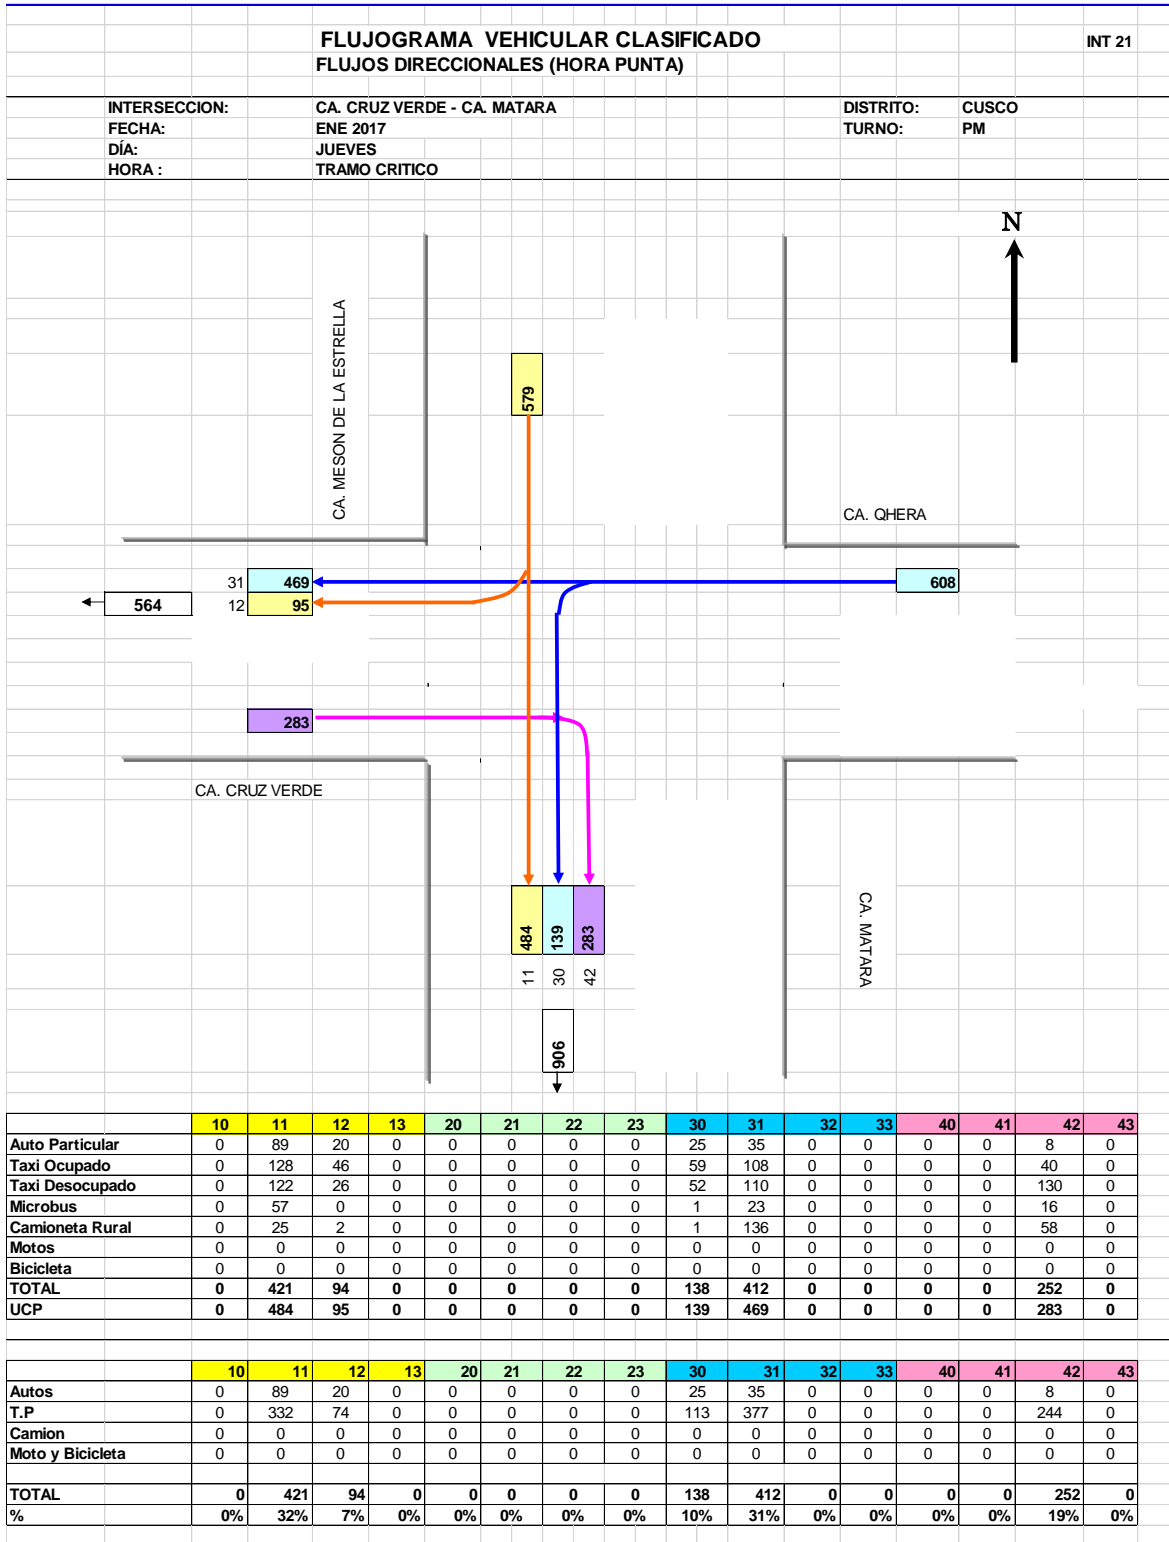 FLUJOGRAMA VEHICULAR CLASIFICADO INT 21
FLUJOS DIRECCIONALES (HORA PUNTA)
INTERSECCION: CA. CRUZ VERDE - CA. MATARA DISTRITO: CUSCO
FECHA: ENE 2017 TURNO: PM
DÍA: JUEVES
HORA : TRAMO CRITICO
N
CA. MESON DE LA ESTRELLA
579
CA. QHERA
31 469 608
564 12 95
283
CA. CRUZ VERDE
CA. MATARA
484 139 283
11 30 42
906
10 11 12 13 20 21 22 23 30 31 32 33 40 41 42 43
Auto Particular 0 89 20 0 0 0 0 0 25 35 0 0 0 0 8 0
Taxi Ocupado 0 128 46 0 0 0 0 0 59 108 0 0 0 0 40 0
Taxi Desocupado 0 122 26 0 0 0 0 0 52 110 0 0 0 0 130 0
Microbus 0 57 0 0 0 0 0 0 1 23 0 0 0 0 16 0
Camioneta Rural 0 25 2 0 0 0 0 0 1 136 0 0 0 0 58 0
Motos 0 0 0 0 0 0 0 0 0 0 0 0 0 0 0 0
Bicicleta 0 0 0 0 0 0 0 0 0 0 0 0 0 0 0 0
TOTAL 0 421 94 0 0 0 0 0 138 412 0 0 0 0 252 0
UCP 0 484 95 0 0 0 0 0 139 469 0 0 0 0 283 0
10 11 12 13 20 21 22 23 30 31 32 33 40 41 42 43
Autos 0 89 20 0 0 0 0 0 25 35 0 0 0 0 8 0
T.P 0 332 74 0 0 0 0 0 113 377 0 0 0 0 244 0
Camion 0 0 0 0 0 0 0 0 0 0 0 0 0 0 0 0
Moto y Bicicleta 0 0 0 0 0 0 0 0 0 0 0 0 0 0 0 0
TOTAL 0 421 94 0 0 0 0 0 138 412 0 0 0 0 252 0
% 0% 32% 7% 0% 0% 0% 0% 0% 10% 31% 0% 0% 0% 0% 19% 0%